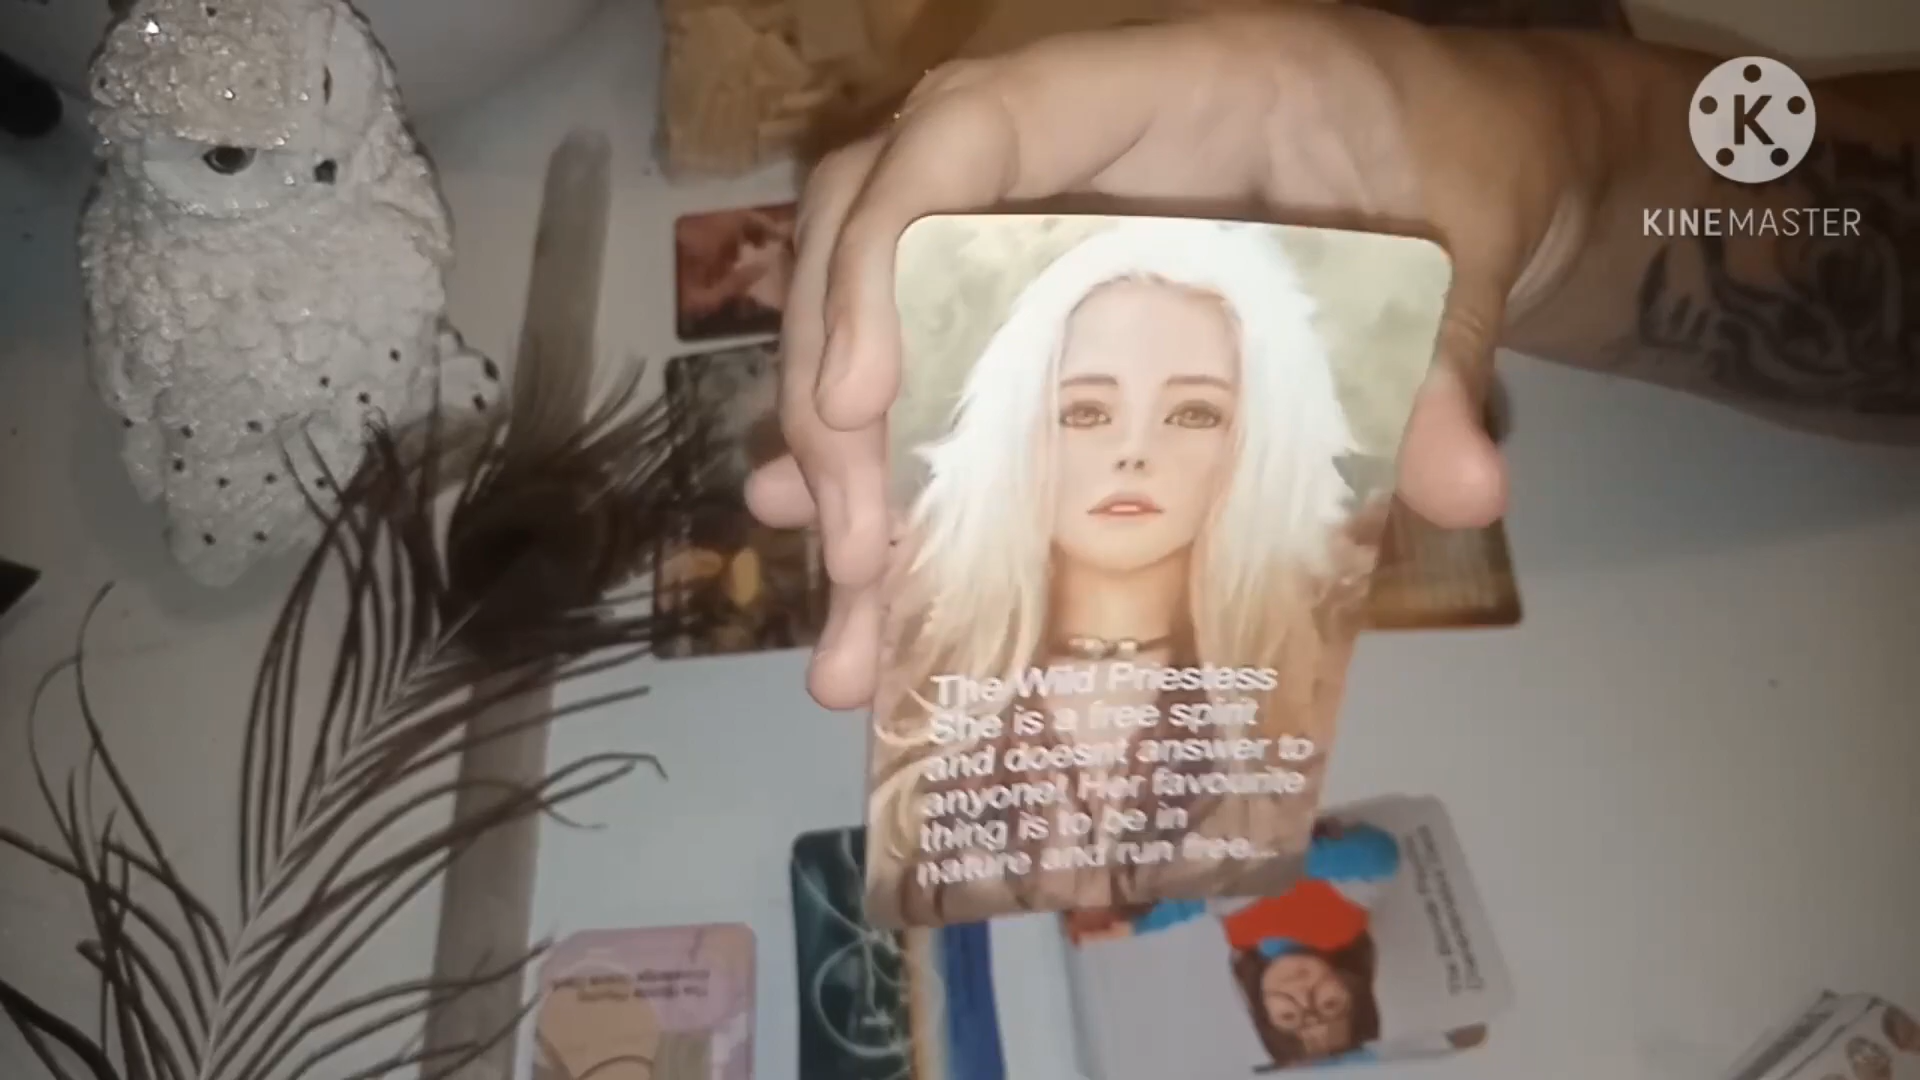 KINEMASTER
The Wild Priestess
She is a free spirit
and doesnt answer to
anyone! Her favourite
thing is to be in
nature and run free...